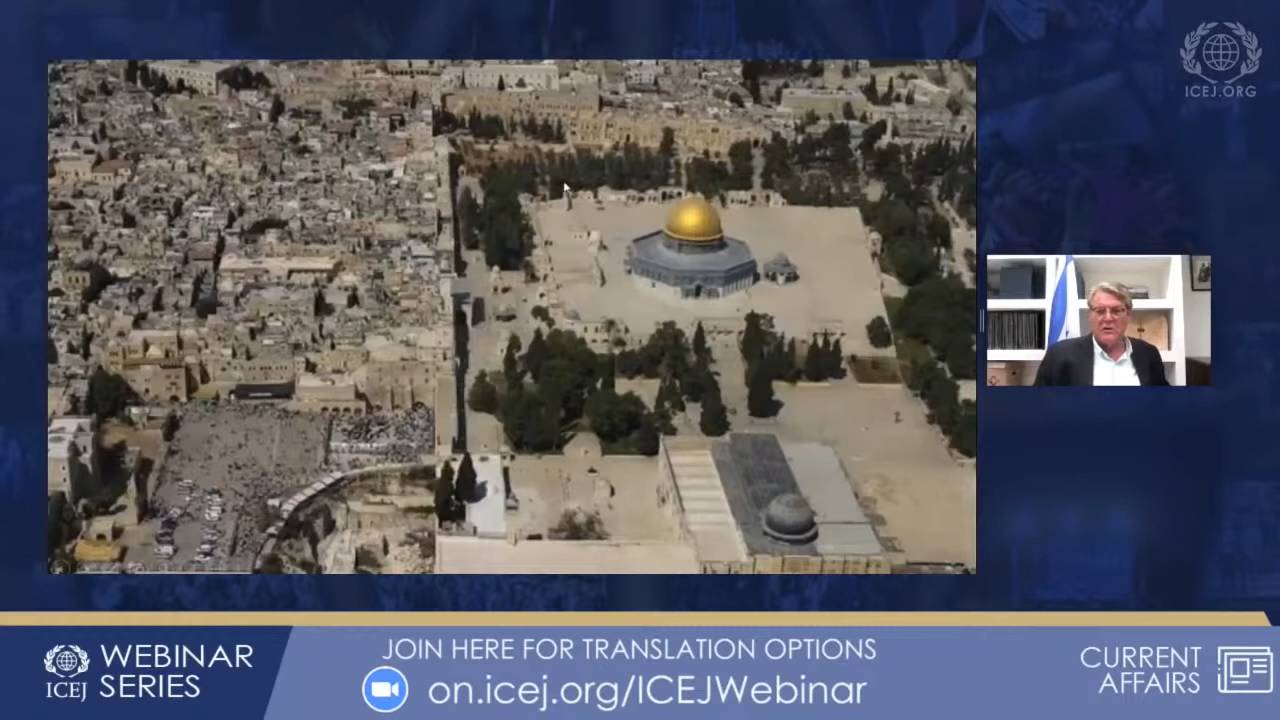 ICEJ.ORG
WEBINAR
SERIES
ICEJ
JOIN HERE FOR TRANSLATION OPTIONS
on.icej.org/ICEJWebinar
CURRENT
AFFAIRS